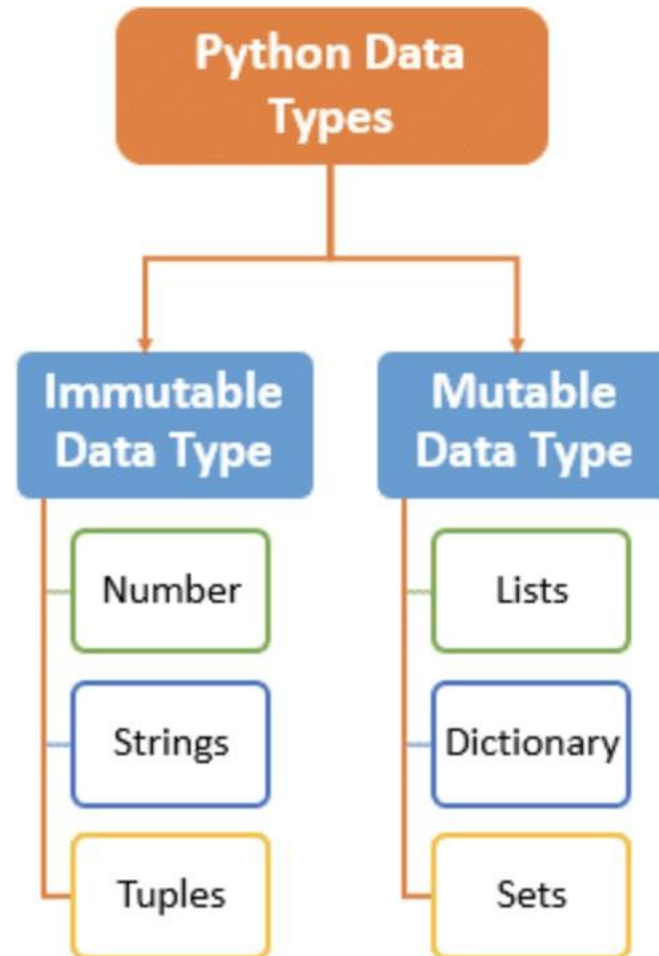 Python Data
Types
Immutable
Data Type
Number
Strings
Tuples
Mutable
Data Type
Lists
Dictionary
Sets